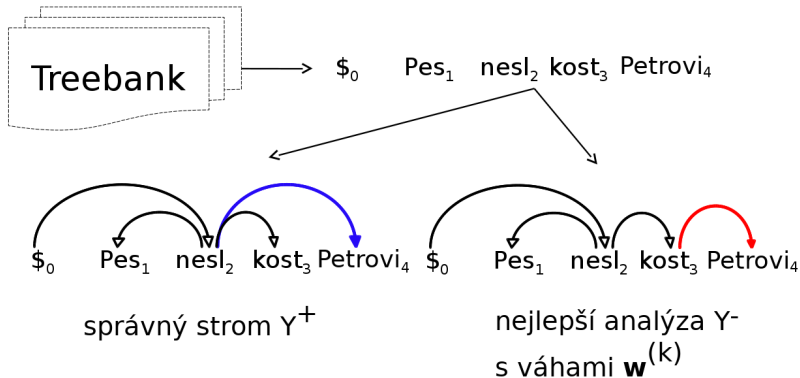 Treebank
$₀ Pes₁ nesl₂ kost₃ Petrovi₄
$₀ Pes₁ nesl₂ kost₃ Petrovi₄
$₀ Pes₁ nesl₂ kost₃ Petrovi₄
správný strom Y⁺
nejlepší analýza Y⁻
s váhami w⁽ᵏ⁾